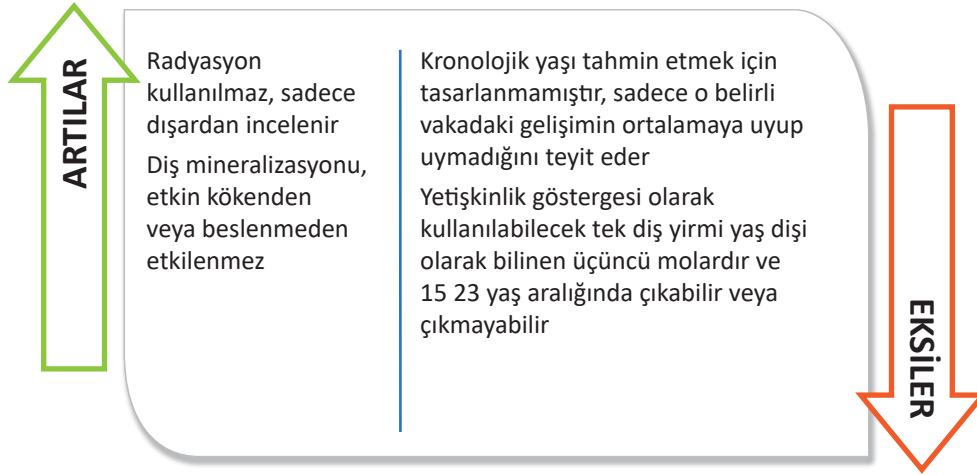 ARTILAR
Radyasyon
kullanılmaz, sadece
dışardan incelenir
Diş mineralizasyonu,
etkin kökenden
veya beslenmeden
etkilenmez
Kronolojik yaşı tahmin etmek için
tasarlanmamıştır, sadece o belirli
vakadaki gelişimin ortalamaya uyup
uymadığını teyit eder
Yetişkinlik göstergesi olarak
kullanılabilecek tek diş yirmi yaş dişi
olarak bilinen üçüncü molardır ve
15 23 yaş aralığında çıkabilir veya
çıkmayabilir
EKSİLER